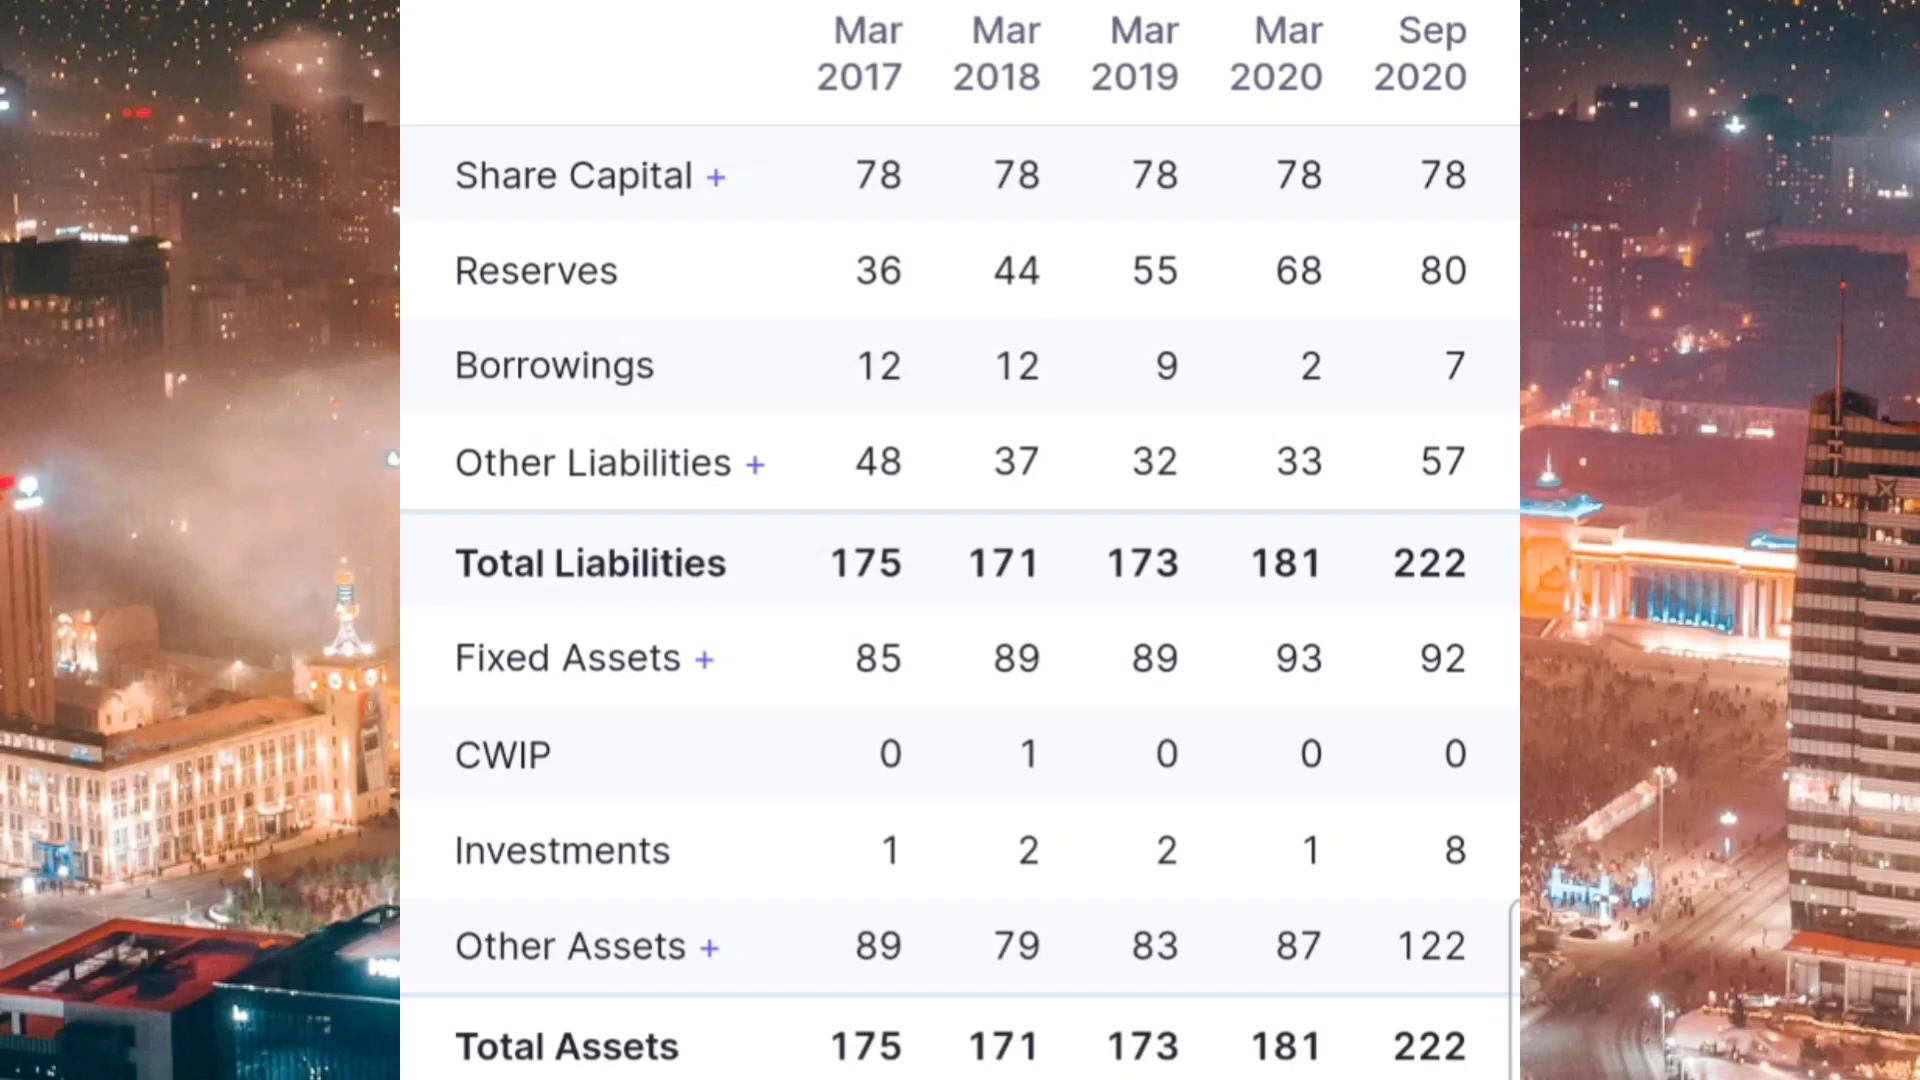 Mar Mar Mar Mar Sep
2017 2018 2019 2020 2020
Share Capital + 78 78 78 78 78
Reserves 36 44 55 68 80
Borrowings 12 12 9 2 7
Other Liabilities + 48 37 32 33 57
Total Liabilities 175 171 173 181 222
Fixed Assets + 85 89 89 93 92
CWIP 0 1 0 0 0
Investments 1 2 2 1 8
Other Assets + 89 79 83 87 122
Total Assets 175 171 173 181 222